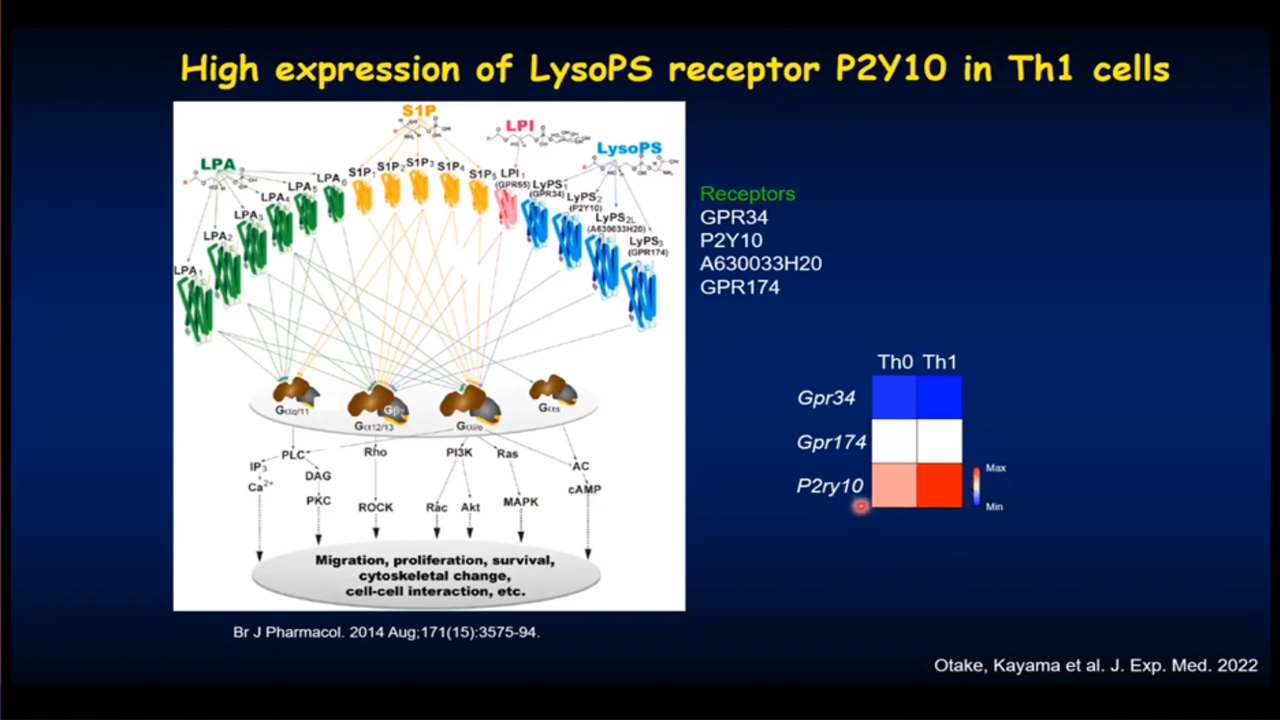 High expression of LysoPS receptor P2Y10 in Th1 cells
S1P
LPI
LysoPS
LPA
S1P1
S1P2
S1P3
S1P4
S1P5
LPI1
(GPR55)
LyPS1
(GPR34)
LyPS2
(P2Y10)
LyPS2L
(A630033H20)
LyPS3
(GPR174)
LPA6
LPA5
LPA4
LPA3
LPA2
LPA1
Gαq/11
Gβγ
Gα12/13
Gαi/o
Gαs
PLC
Rho
PI3K
Ras
AC
IP3
DAG
Ca2+
PKC
cAMP
ROCK
Rac
Akt
MAPK
Migration, proliferation, survival,
cytoskeletal change,
cell-cell interaction, etc.
Br J Pharmacol. 2014 Aug;171(15):3575-94.
Receptors
GPR34
P2Y10
A630033H20
GPR174
Th0 Th1
Gpr34
Gpr174
P2ry10
Max
Min
Otake, Kayama et al. J. Exp. Med. 2022